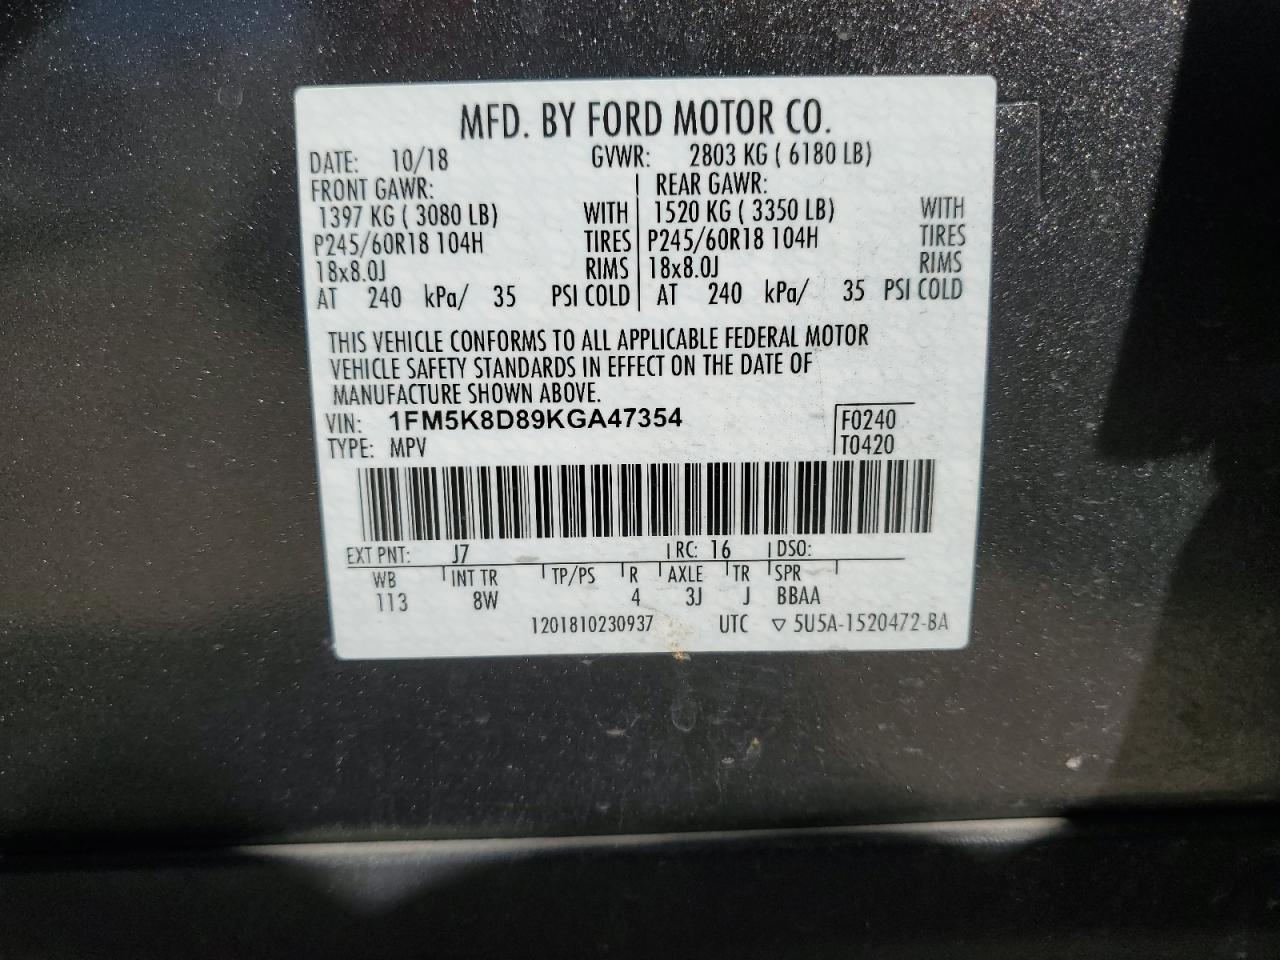 MFD. BY FORD MOTOR CO.
DATE: 10/18 GVWR: 2803 KG ( 6180 LB)
FRONT GAWR: REAR GAWR:
1397 KG ( 3080 LB) WITH 1520 KG ( 3350 LB) WITH
P245/60R18 104H TIRES P245/60R18 104H TIRES
18x8.0J RIMS 18x8.0J RIMS
AT 240 kPa/ 35 PSI COLD AT 240 kPa/ 35 PSI COLD
THIS VEHICLE CONFORMS TO ALL APPLICABLE FEDERAL MOTOR
VEHICLE SAFETY STANDARDS IN EFFECT ON THE DATE OF
MANUFACTURE SHOWN ABOVE.
VIN: 1FM5K8D89KGA47354 F0240
TYPE: MPV T0420
EXT PNT: J7 RC: 16 DSO:
WB INT TR TP/PS R AXLE TR SPR
113 8W 4 3J J BBAA
1201810230937 UTC ▽ 5U5A-1520472-BA